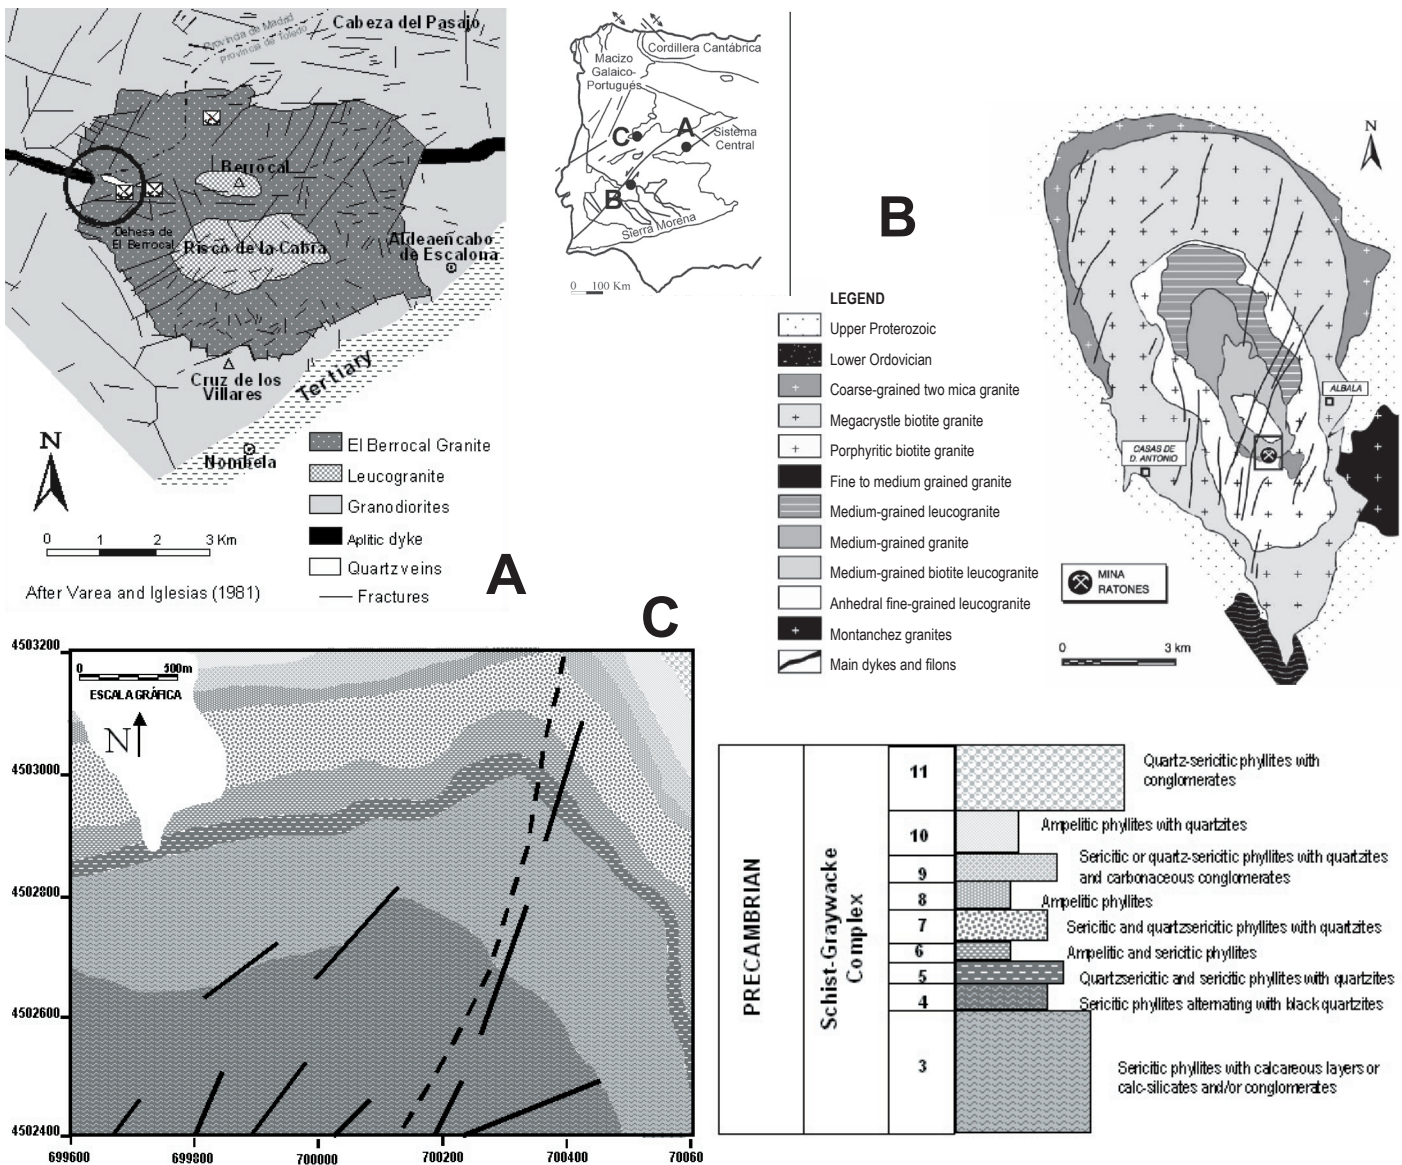 Cabeza del Pasajo
Provincia de Madrid
Provincia de Toledo
Berrocal
Dehesa de
El Berrocal
Risco de la Cabra
Aldeaencabo
de Escalona
Cruz de los
Villares
Tertiary
Nombela
N
0 1 2 3 Km
El Berrocal Granite
Leucogranite
Granodiorites
Aplitic dyke
Quartz veins
Fractures
After Varea and Iglesias (1981)
A
Cordillera Cantábrica
Macizo
Galaico-
Portugués
C
A
Sistema
Central
B
Sierra Morena
0 100 Km
B
LEGEND
Upper Proterozoic
Lower Ordovician
Coarse-grained two mica granite
Megacrystle biotite granite
Porphyritic biotite granite
Fine to medium grained granite
Medium-grained leucogranite
Medium-grained granite
Medium-grained biotite leucogranite
Anhedral fine-grained leucogranite
Montanchez granites
Main dykes and filons
N
ALBALA
CASAS DE
D. ANTONIO
MINA
RATONES
0 3 km
C
4503200
4503000
4502800
4502600
4502400
0 500m
ESCALA GRÁFICA
N
699600 699800 700000 700200 700400 70060
PRECAMBRIAN
Schist-Graywacke
Complex
11
Quartz-sericitic phyllites with
conglomerates
10
Ampelitic phyllites with quartzites
9
Sericitic or quartz-sericitic phyllites with quartzites
and carbonaceous conglomerates
8
Ampelitic phyllites
7
Sericitic and quartzsericitic phyllites with quartzites
6
Ampelitic and sericitic phyllites
5
Quartzsericitic and sericitic phyllites with quartzites
4
Sericitic phyllites alternating with black quartzites
3
Sericitic phyllites with calcareous layers or
calc-silicates and/or conglomerates